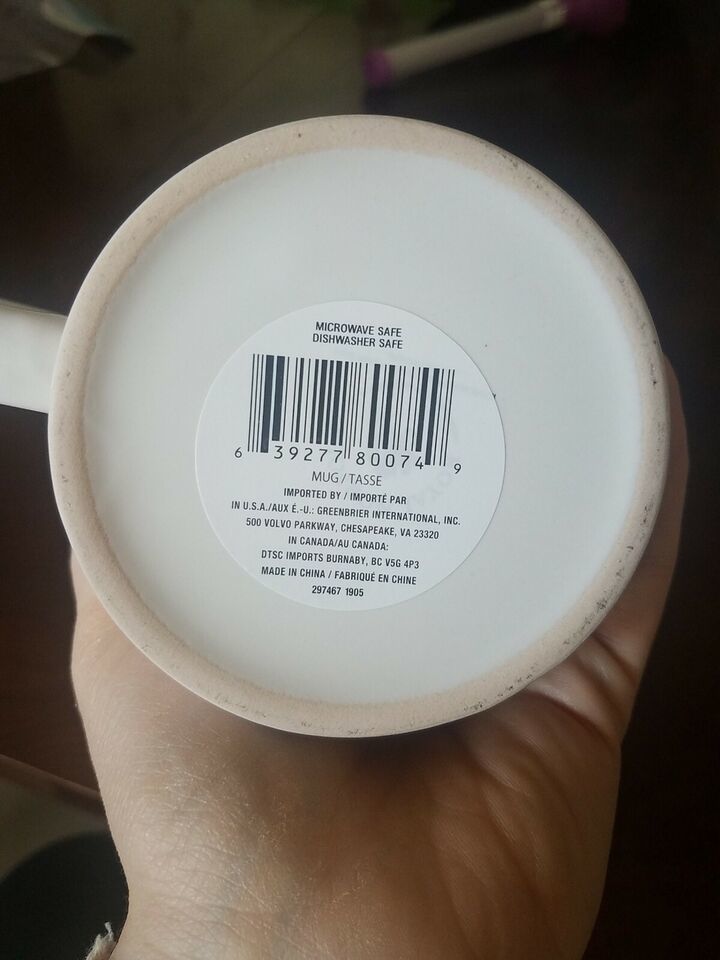 MICROWAVE SAFE
DISHWASHER SAFE
6 39277 80074 9
MUG / TASSE
IMPORTED BY / IMPORTÉ PAR
IN U.S.A./AUX É.-U.: GREENBRIER INTERNATIONAL, INC.
500 VOLVO PARKWAY, CHESAPEAKE, VA 23320
IN CANADA/AU CANADA:
DTSC IMPORTS BURNABY, BC V5G 4P3
MADE IN CHINA / FABRIQUÉ EN CHINE
297467 1905